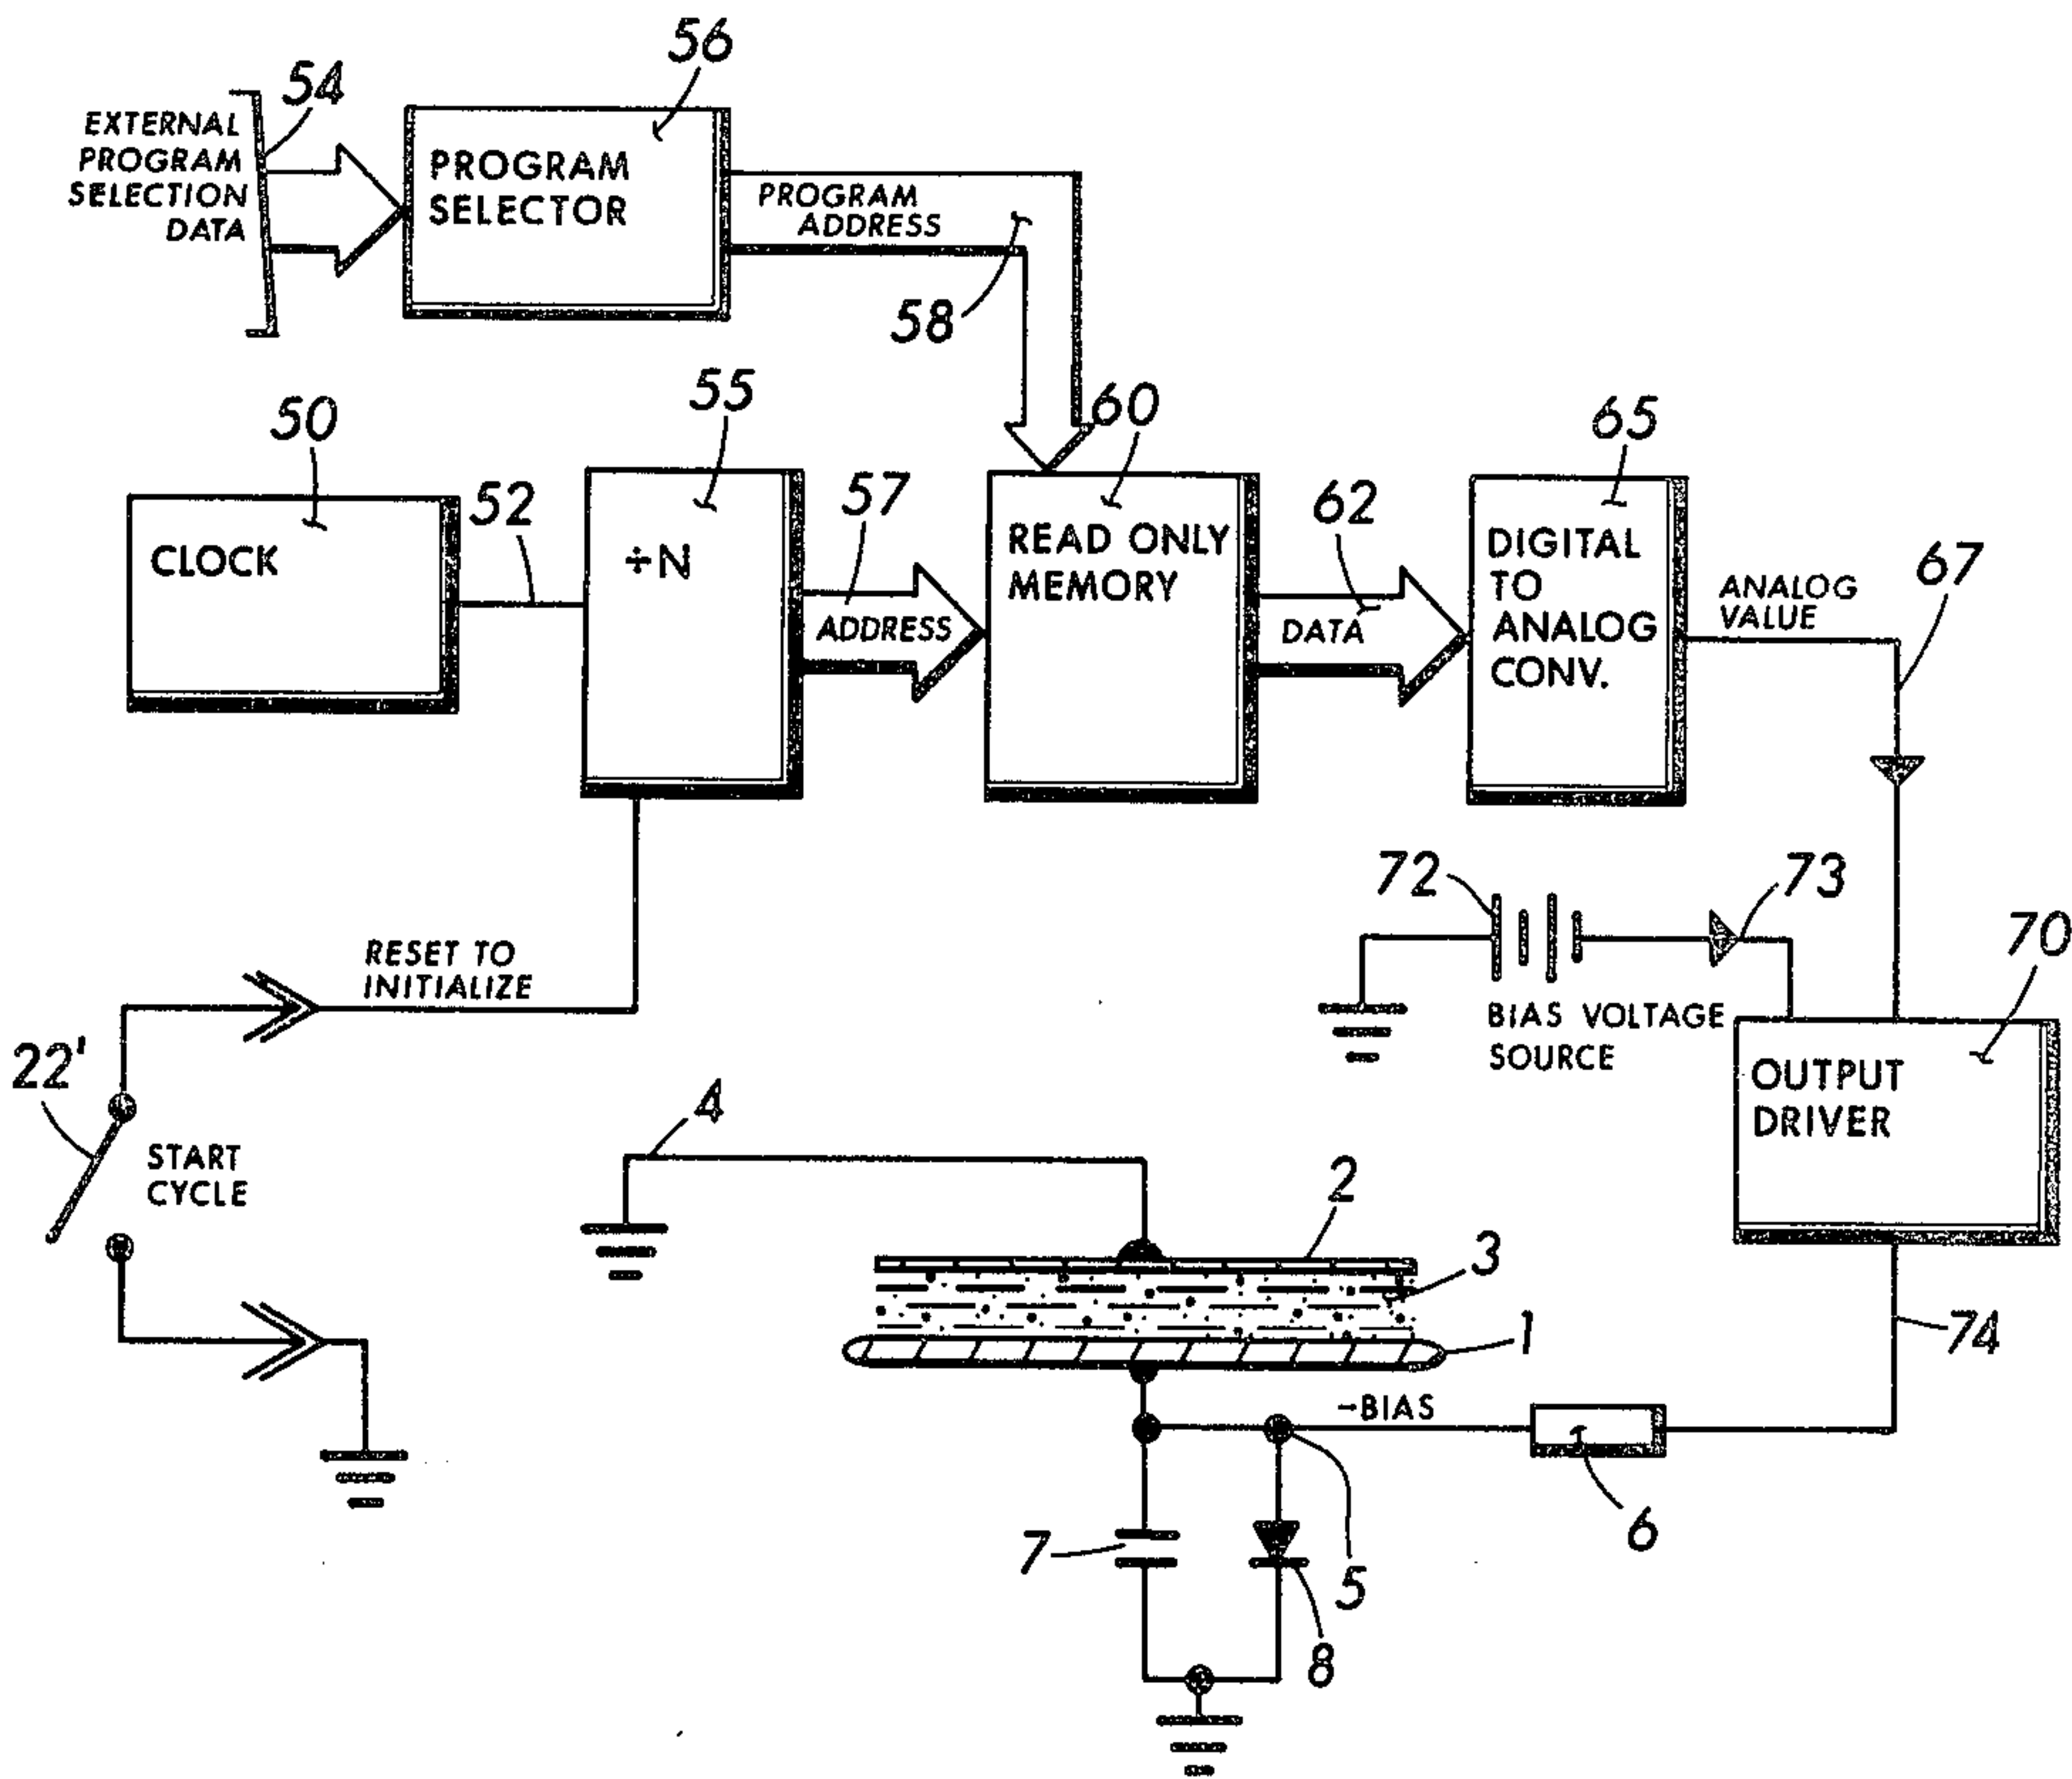 56
54
EXTERNAL
PROGRAM
SELECTION
DATA
PROGRAM
SELECTOR
PROGRAM
ADDRESS
58
50
52
55
57
60
62
65
67
CLOCK
÷N
ADDRESS
READ ONLY
MEMORY
DATA
DIGITAL
TO
ANALOG
CONV.
ANALOG
VALUE
72
73
70
BIAS VOLTAGE
SOURCE
OUTPUT
DRIVER
RESET TO
INITIALIZE
22'
START
CYCLE
4
2
3
1
74
-BIAS
6
7
5
8